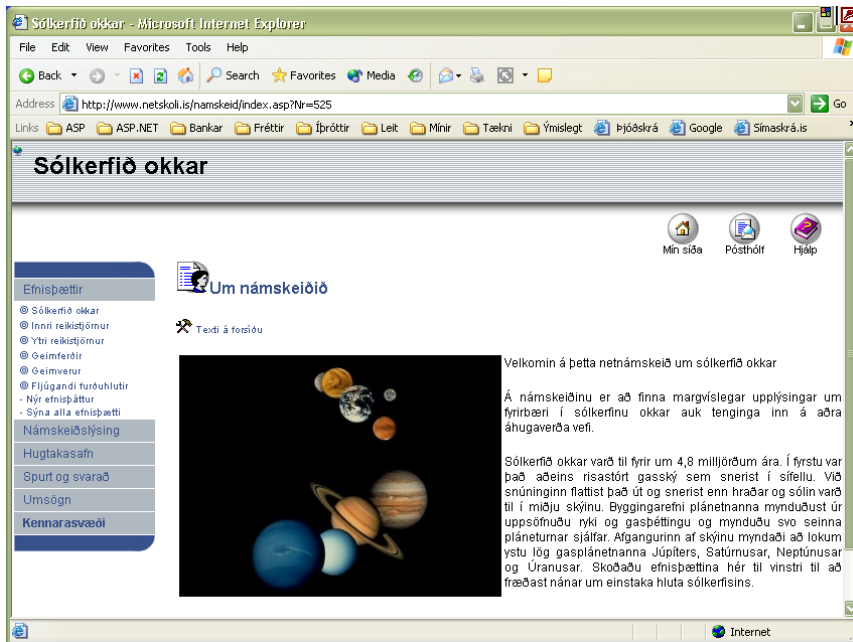 Sólkerfið okkar - Microsoft Internet Explorer
File Edit View Favorites Tools Help
Back Search Favorites Media
Address http://www.netskoli.is/namskeid/index.asp?Nr=525 Go
Links ASP ASP.NET Bankar Fréttir Íþróttir Leit Mínir Tækni Ýmislegt Þjóðskrá Google Símaskrá.is
Sólkerfið okkar
Mín síða Pósthólf Hjálp
Efnisþættir
Sólkerfið okkar
Innri reikistjörnur
Ytri reikistjörnur
Geimferðir
Geimverur
Fljúgandi furðuhlutir
- Nýr efnisþáttur
- Sýna alla efnisþætti
Námskeiðslýsing
Hugtakasafn
Spurt og svarað
Umsögn
Kennarasvæði
Um námskeiðið
Texti á forsíðu
Velkomin á þetta netnámskeið um sólkerfið okkar
Á námskeiðinu er að finna margvíslegar upplýsingar um
fyrirbæri í sólkerfinu okkar auk tenginga inn á aðra
áhugaverða vefi.
Sólkerfið okkar varð til fyrir um 4,8 milljörðum ára. Í fyrstu var
það aðeins risastórt gasský sem snerist í sífellu. Við
snúninginn flattist það út og snerist enn hraðar og sólin varð
til í miðju skýinu. Byggingarefni plánetnanna mynduðust úr
uppsöfnuðu ryki og gasþéttingu og mynduðu svo seinna
pláneturnar sjálfar. Afgangurinn af skýinu myndaði að lokum
ystu lög gasplánetnanna Júpíters, Satúrnusar, Neptúnusar
og Úranusar. Skoðaðu efnisþættina hér til vinstri til að
fræðast nánar um einstaka hluta sólkerfisins.
Internet